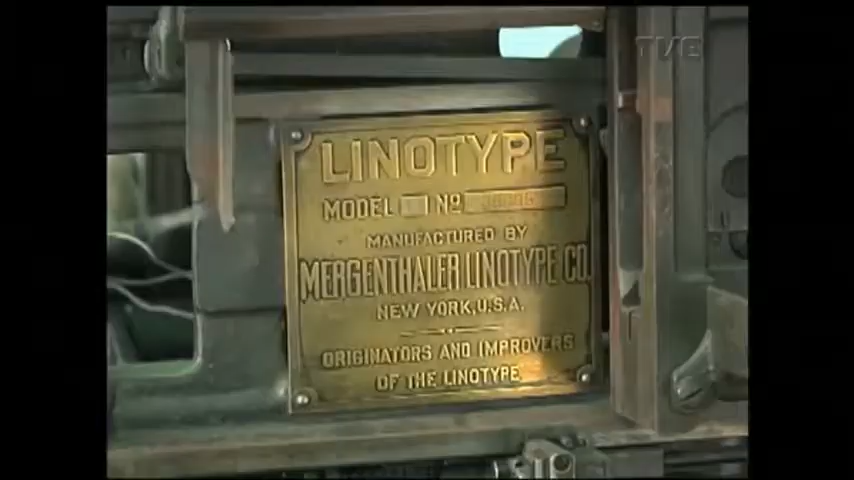 TVE
LINOTYPE
MODEL Nº
MANUFACTURED BY
MERGENTHALER LINOTYPE CO.
NEW YORK, U.S.A.
ORIGINATORS AND IMPROVERS
OF THE LINOTYPE.